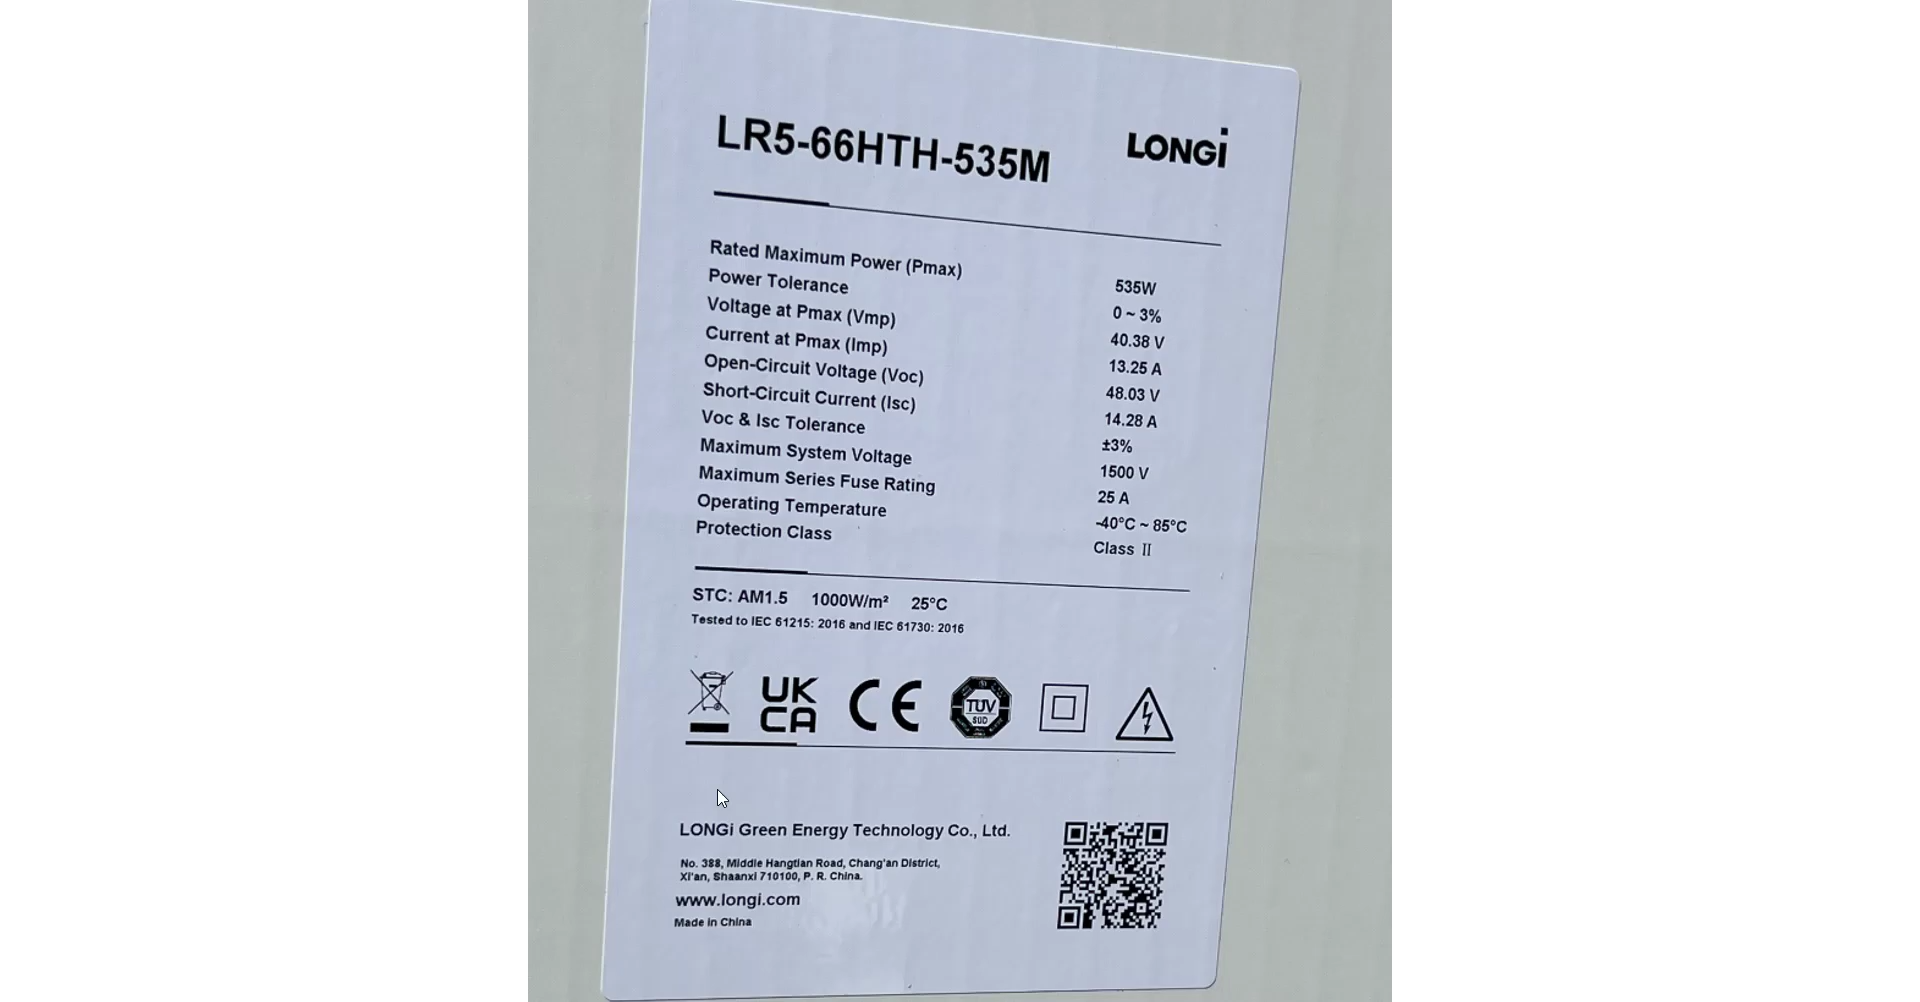 LR5-66HTH-535M
LONGi
Rated Maximum Power (Pmax) 535W
Power Tolerance 0 ~ 3%
Voltage at Pmax (Vmp) 40.38 V
Current at Pmax (Imp) 13.25 A
Open-Circuit Voltage (Voc) 48.03 V
Short-Circuit Current (Isc) 14.28 A
Voc & Isc Tolerance ±3%
Maximum System Voltage 1500 V
Maximum Series Fuse Rating 25 A
Operating Temperature -40°C ~ 85°C
Protection Class Class II
STC: AM1.5 1000W/m² 25°C
Tested to IEC 61215: 2016 and IEC 61730: 2016
UK
CA
CE
TÜV
SÜD
LONGi Green Energy Technology Co., Ltd.
No. 388, Middle Hangtian Road, Chang'an District,
Xi'an, Shaanxi 710100, P. R. China.
www.longi.com
Made in China